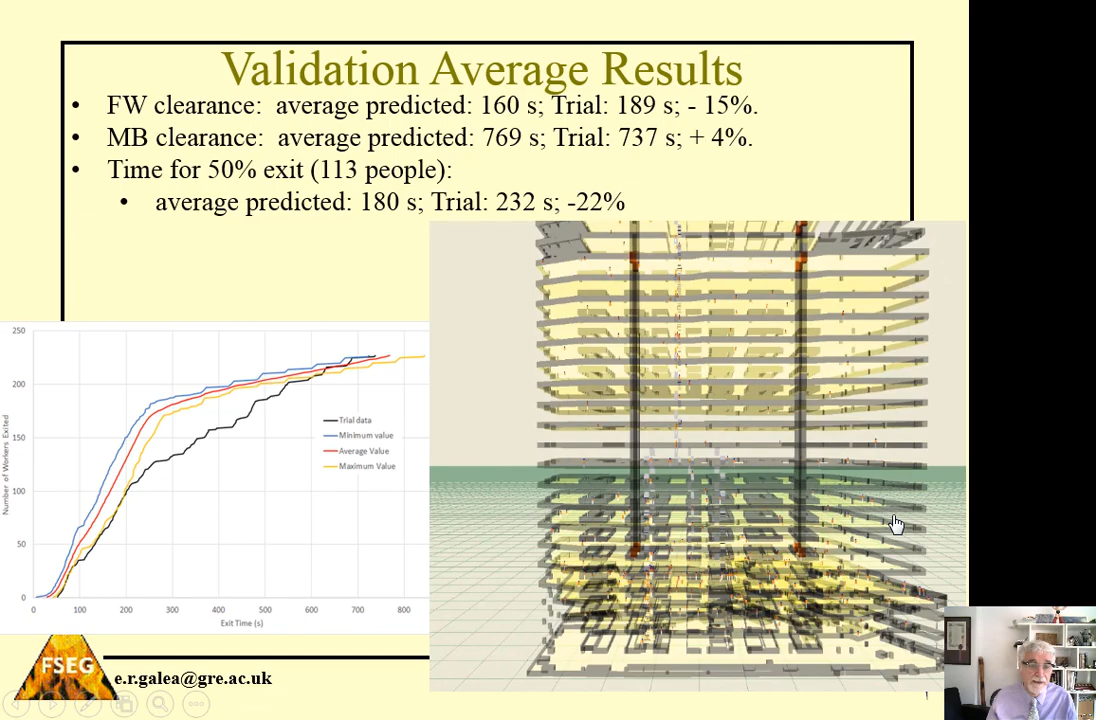 Validation Average Results
• FW clearance: average predicted: 160 s; Trial: 189 s; - 15%.
• MB clearance: average predicted: 769 s; Trial: 737 s; + 4%.
• Time for 50% exit (113 people):
• average predicted: 180 s; Trial: 232 s; -22%
250
200
150
100
50
0
Number of Workers Exited
Trial data
Minimum value
Average Value
Maximum Value
0 100 200 300 400 500 600 700 800
Exit Time (s)
FSEG
e.r.galea@gre.ac.uk